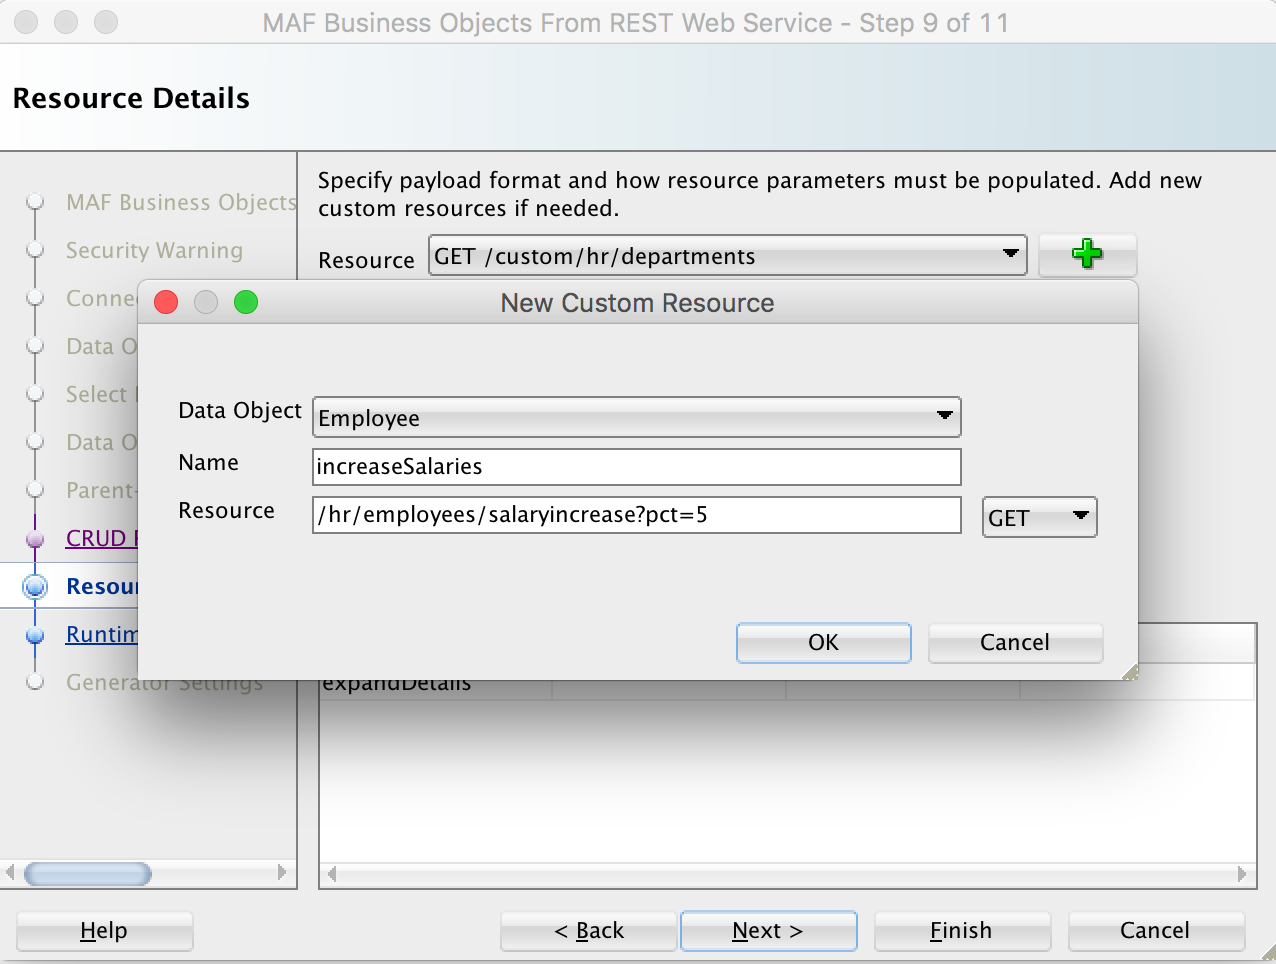 MAF Business Objects From REST Web Service - Step 9 of 11
Resource Details
MAF Business Objects
Security Warning
Conne
Data O
Select
Data O
Parent-
CRUD
Resou
Runtim
Generator Settings
Specify payload format and how resource parameters must be populated. Add new
custom resources if needed.
Resource GET /custom/hr/departments
New Custom Resource
Data Object Employee
Name increaseSalaries
Resource /hr/employees/salaryincrease?pct=5 GET
OK Cancel
expandDetails
Help < Back Next > Finish Cancel